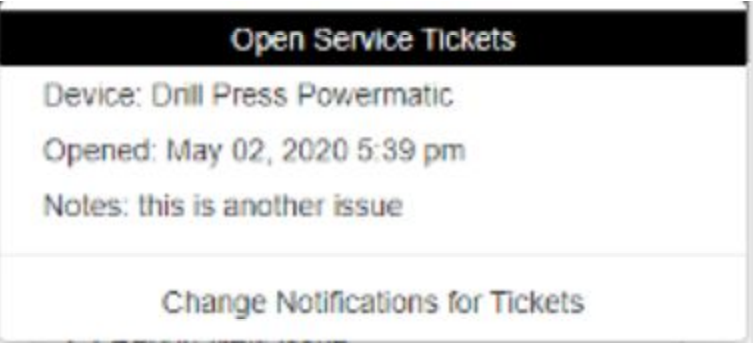 Open Service Tickets
Device: Drill Press Powermatic
Opened: May 02, 2020 5:39 pm
Notes: this is another issue
Change Notifications for Tickets